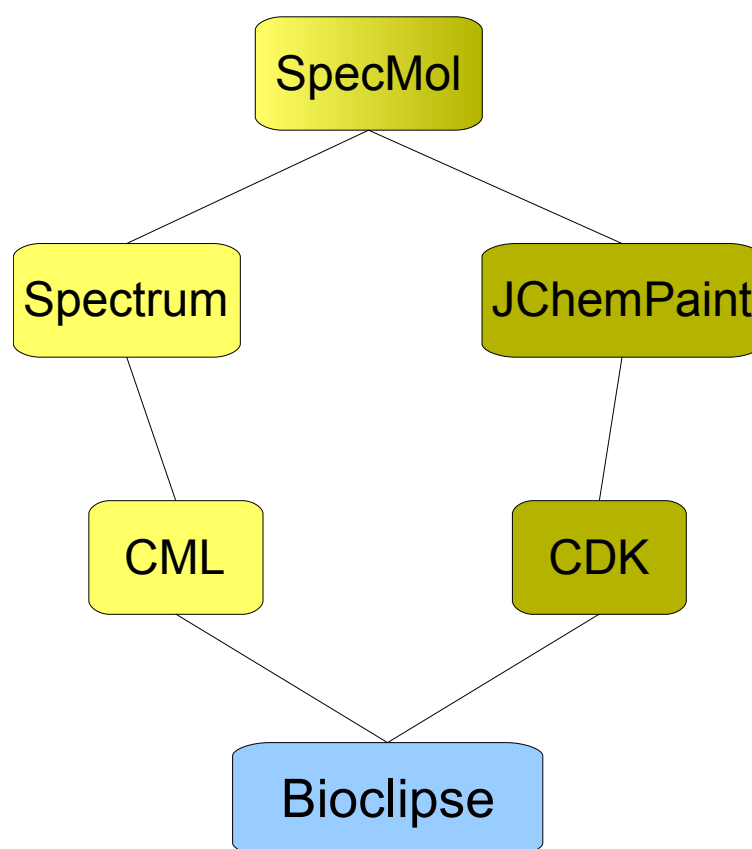 SpecMol
Spectrum
JChemPaint
CML
CDK
Bioclipse